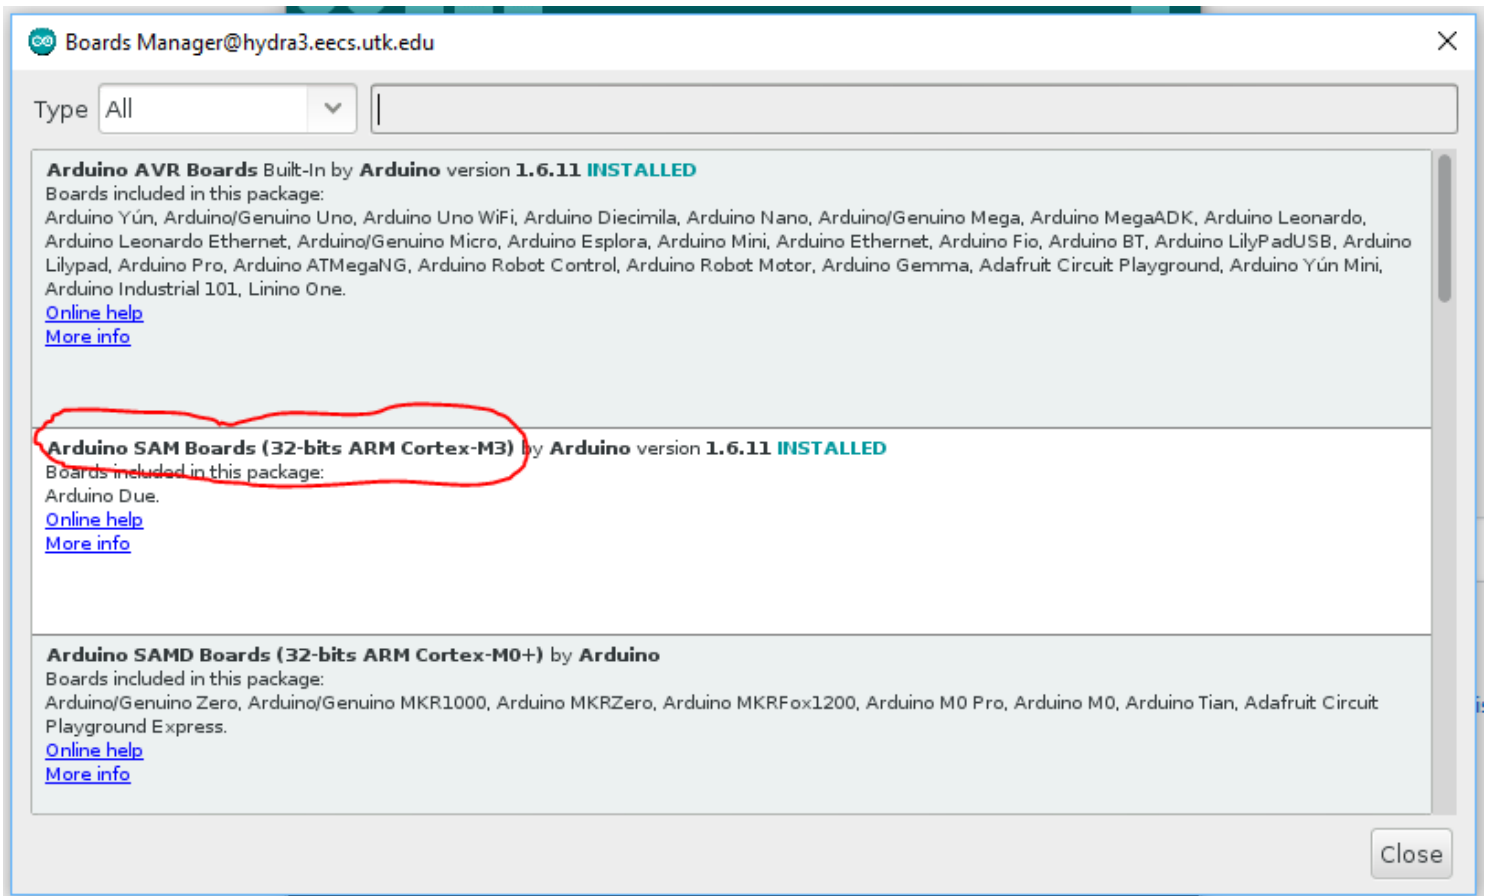 Boards Manager@hydra3.eecs.utk.edu
Type All
Arduino AVR Boards Built-In by Arduino version 1.6.11 INSTALLED
Boards included in this package:
Arduino Yún, Arduino/Genuino Uno, Arduino Uno WiFi, Arduino Diecimila, Arduino Nano, Arduino/Genuino Mega, Arduino MegaADK, Arduino Leonardo,
Arduino Leonardo Ethernet, Arduino/Genuino Micro, Arduino Esplora, Arduino Mini, Arduino Ethernet, Arduino Fio, Arduino BT, Arduino LilyPadUSB, Arduino
Lilypad, Arduino Pro, Arduino ATMegaNG, Arduino Robot Control, Arduino Robot Motor, Arduino Gemma, Adafruit Circuit Playground, Arduino Yún Mini,
Arduino Industrial 101, Linino One.
Online help
More info
Arduino SAM Boards (32-bits ARM Cortex-M3) by Arduino version 1.6.11 INSTALLED
Boards included in this package:
Arduino Due.
Online help
More info
Arduino SAMD Boards (32-bits ARM Cortex-M0+) by Arduino
Boards included in this package:
Arduino/Genuino Zero, Arduino/Genuino MKR1000, Arduino MKRZero, Arduino MKRFox1200, Arduino M0 Pro, Arduino M0, Arduino Tian, Adafruit Circuit
Playground Express.
Online help
More info
Close